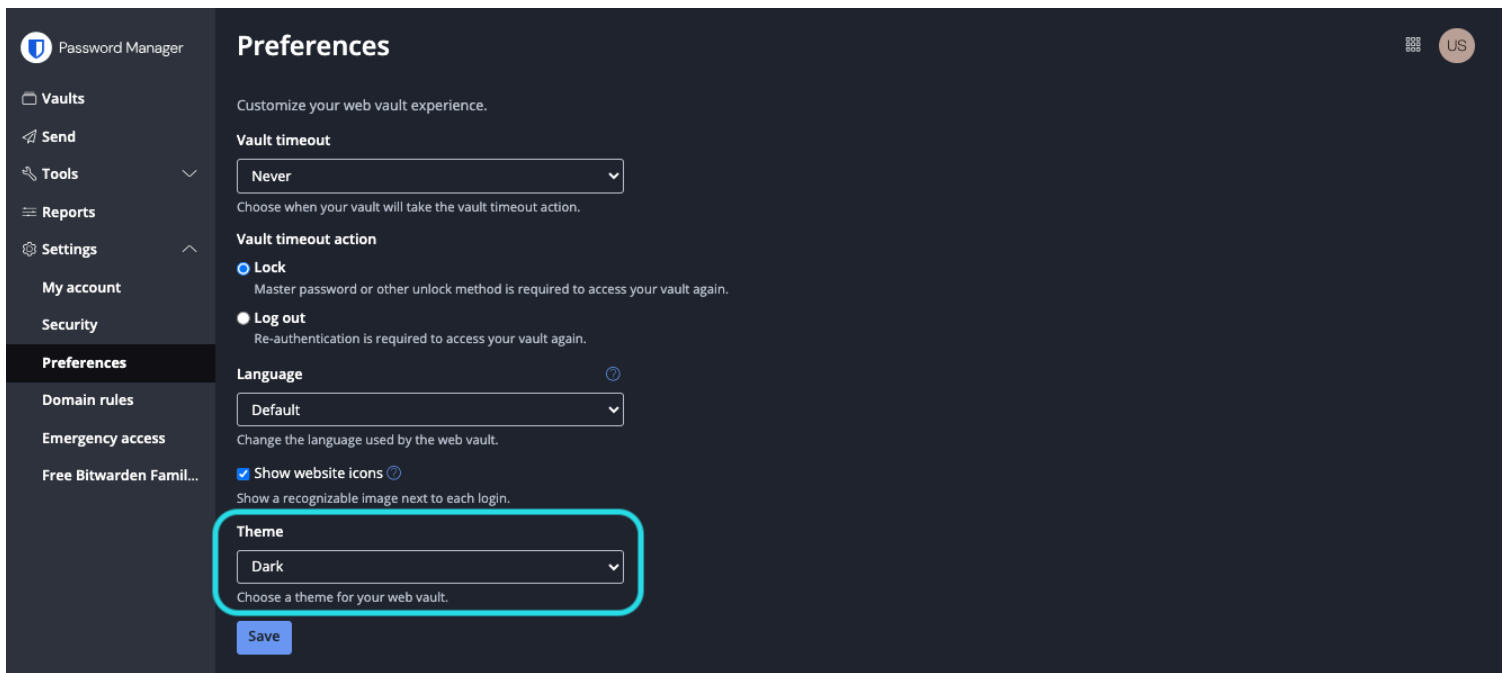 Password Manager
Vaults
Send
Tools
Reports
Settings
My account
Security
Preferences
Domain rules
Emergency access
Free Bitwarden Famil...
Preferences
US
Customize your web vault experience.
Vault timeout
Never
Choose when your vault will take the vault timeout action.
Vault timeout action
Lock
Master password or other unlock method is required to access your vault again.
Log out
Re-authentication is required to access your vault again.
Language
Default
Change the language used by the web vault.
Show website icons
Show a recognizable image next to each login.
Theme
Dark
Choose a theme for your web vault.
Save